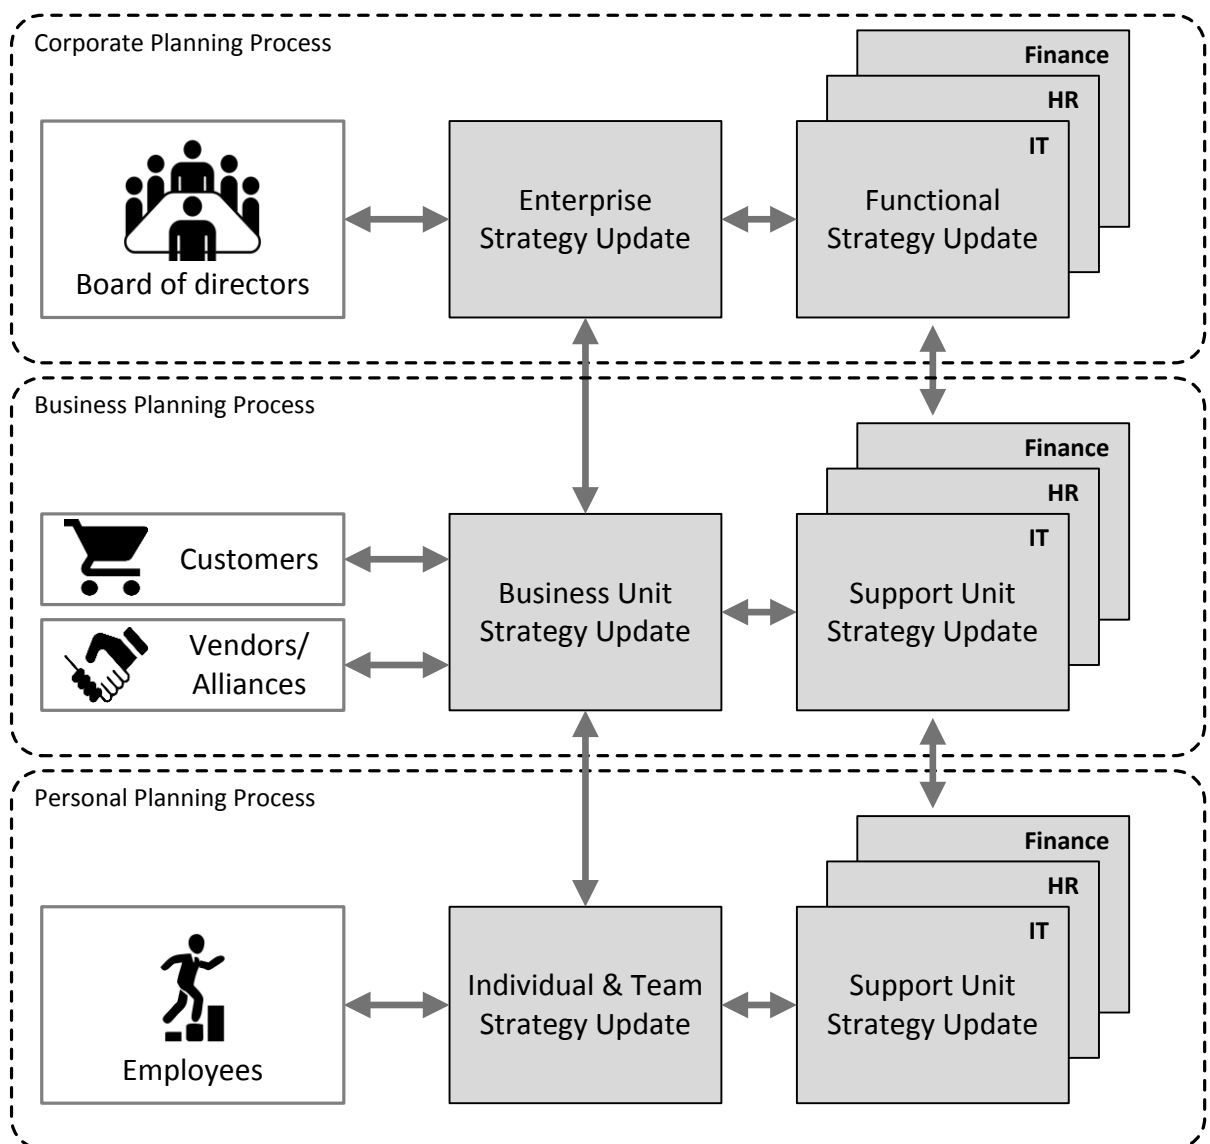 Corporate Planning Process
Finance
HR
IT
Board of directors
Enterprise
Strategy Update
Functional
Strategy Update
Business Planning Process
Finance
HR
IT
Customers
Vendors/
Alliances
Business Unit
Strategy Update
Support Unit
Strategy Update
Personal Planning Process
Finance
HR
IT
Employees
Individual & Team
Strategy Update
Support Unit
Strategy Update